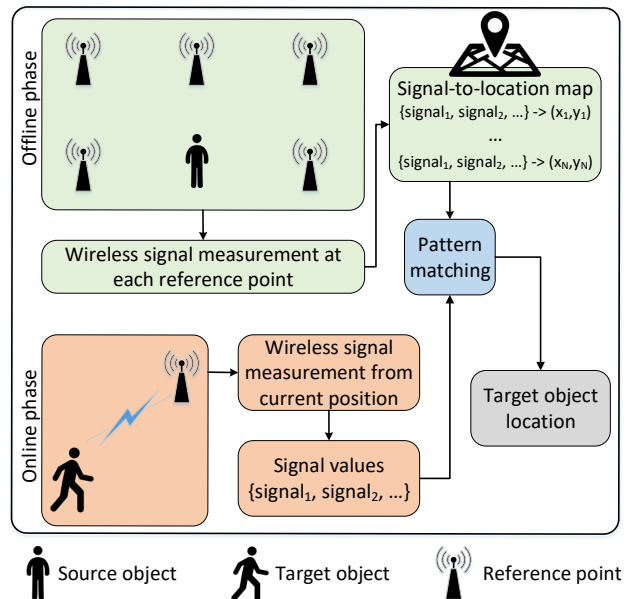 Offline phase
Signal-to-location map
{signal₁, signal₂, ...} -> (x₁,y₁)
...
{signal₁, signal₂, ...} -> (x_N,y_N)
Wireless signal measurement at
each reference point
Pattern
matching
Online phase
Wireless signal
measurement from
current position
Target object
location
Signal values
{signal₁, signal₂, ...}
Source object
Target object
Reference point